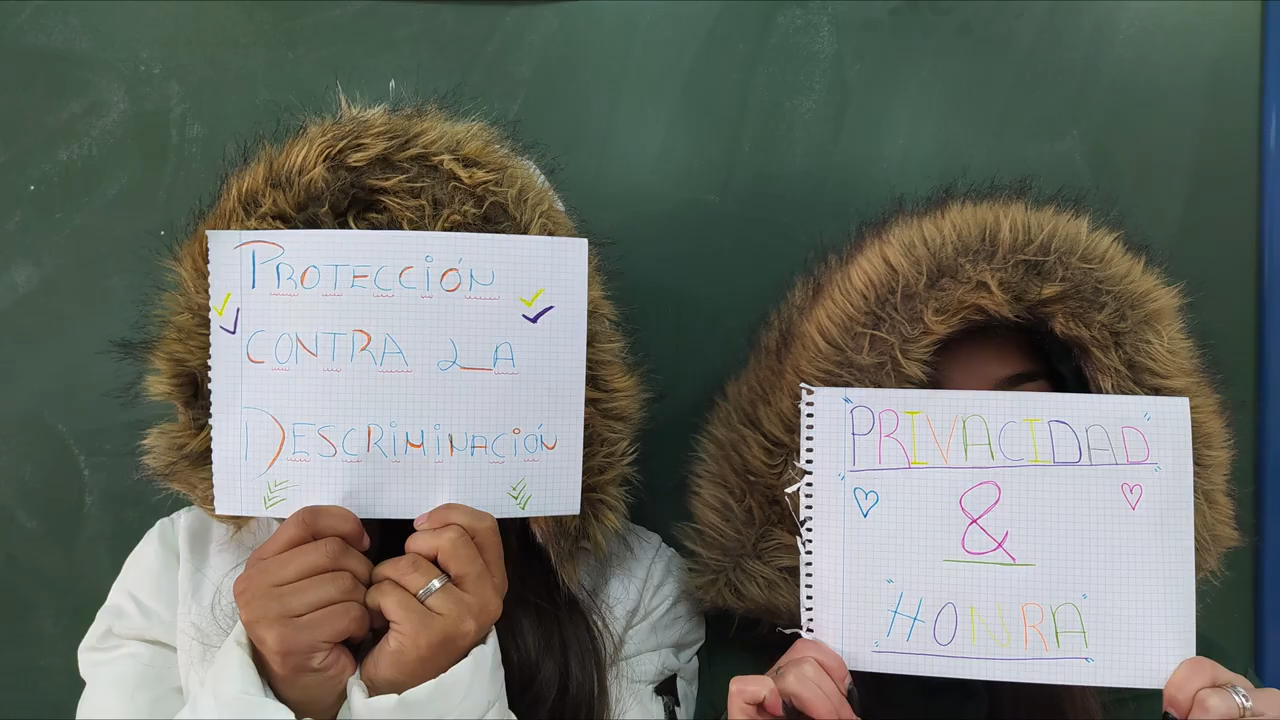 PROTECCIÓN
CONTRA LA
DESCRIMINACIÓN
"PRIVACIDAD"
&
"HONRA"